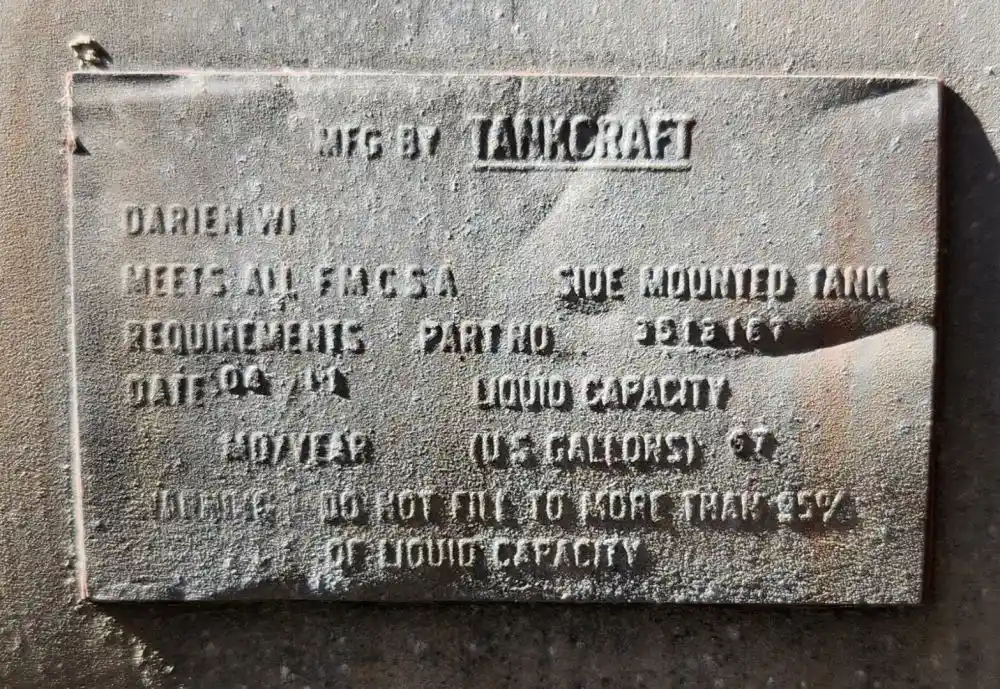 MFG BY TANKCRAFT
DARIEN WI
MEETS ALL F M C S A SIDE MOUNTED TANK
REQUIREMENTS PART NO
DATE 04 /
LIQUID CAPACITY
MO/YEAR (U S GALLONS)
DO NOT FILL TO MORE THAN 95%
OF LIQUID CAPACITY